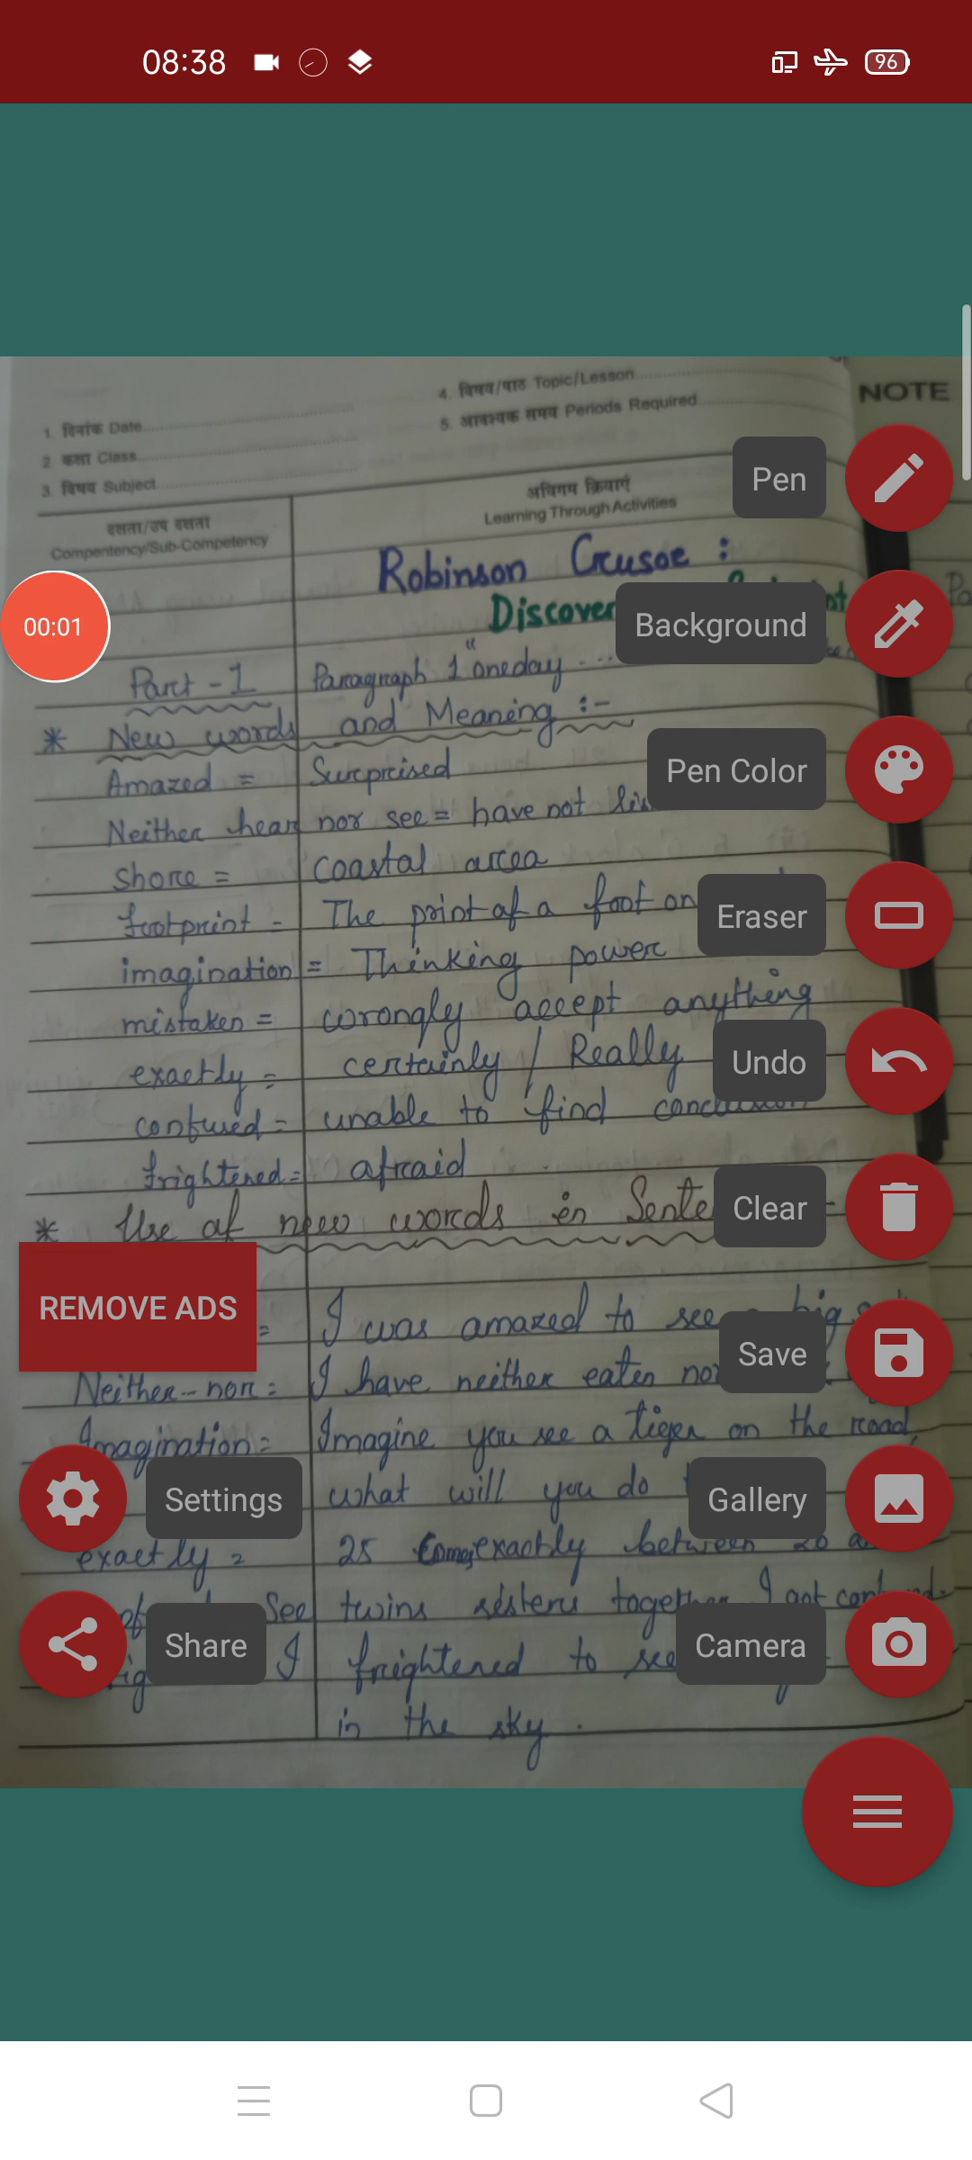 08:38
96
4. विषय/पाठ Topic/Lesson
NOTE
1. दिनांक Date
5. आवश्यक समय Periods Required
2. कक्षा Class
3. विषय Subject
Pen
दक्षता/उप दक्षता
Compentency/Sub-Competency
अधिगम क्रियाएं
Learning Through Activities
Robinson Crusoe :
Discover
Background
00:01
Part -1 Paragraph 1 "oneday
* New words and Meaning :-
Pen Color
Amazed = Surprised
Neither hear nor see = have not
shore = coastal area
footprint = The print of a foot on
Eraser
imagination = Thinking power
mistaken = wrongly accept anything
exactly = certainly / Really
Undo
confused = unable to find
frightened = afraid
* Use of new words in
Clear
REMOVE ADS
= I was amazed to see big
Save
Neither-nor = I have neither eaten nor
Imagination = Imagine you see a tiger on the road,
Settings
what will you do
Gallery
exactly = 25 exactly between 20
See twins sisters together I got
Share
Camera
I frightened to see
in the sky.